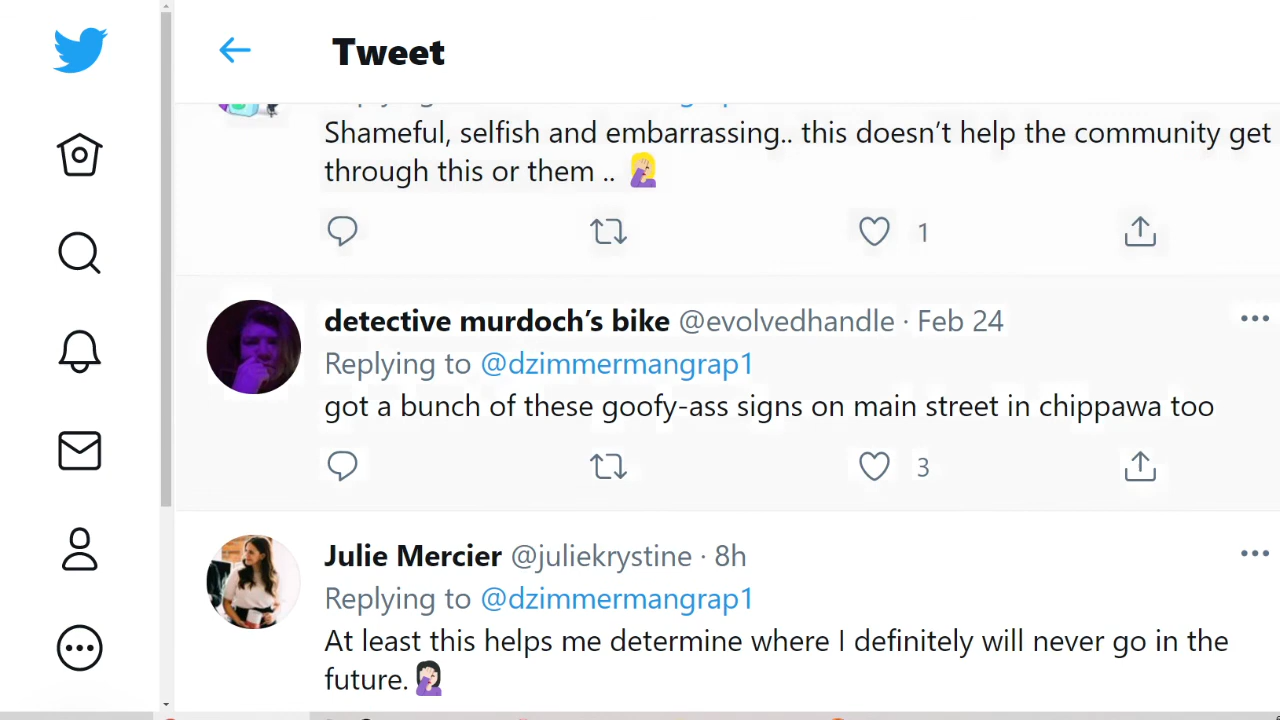 Tweet
Shameful, selfish and embarrassing.. this doesn’t help the community get
through this or them ..
1
detective murdoch’s bike @evolvedhandle · Feb 24
Replying to @dzimmermangrap1
got a bunch of these goofy-ass signs on main street in chippawa too
3
Julie Mercier @juliekrystine · 8h
Replying to @dzimmermangrap1
At least this helps me determine where I definitely will never go in the
future.